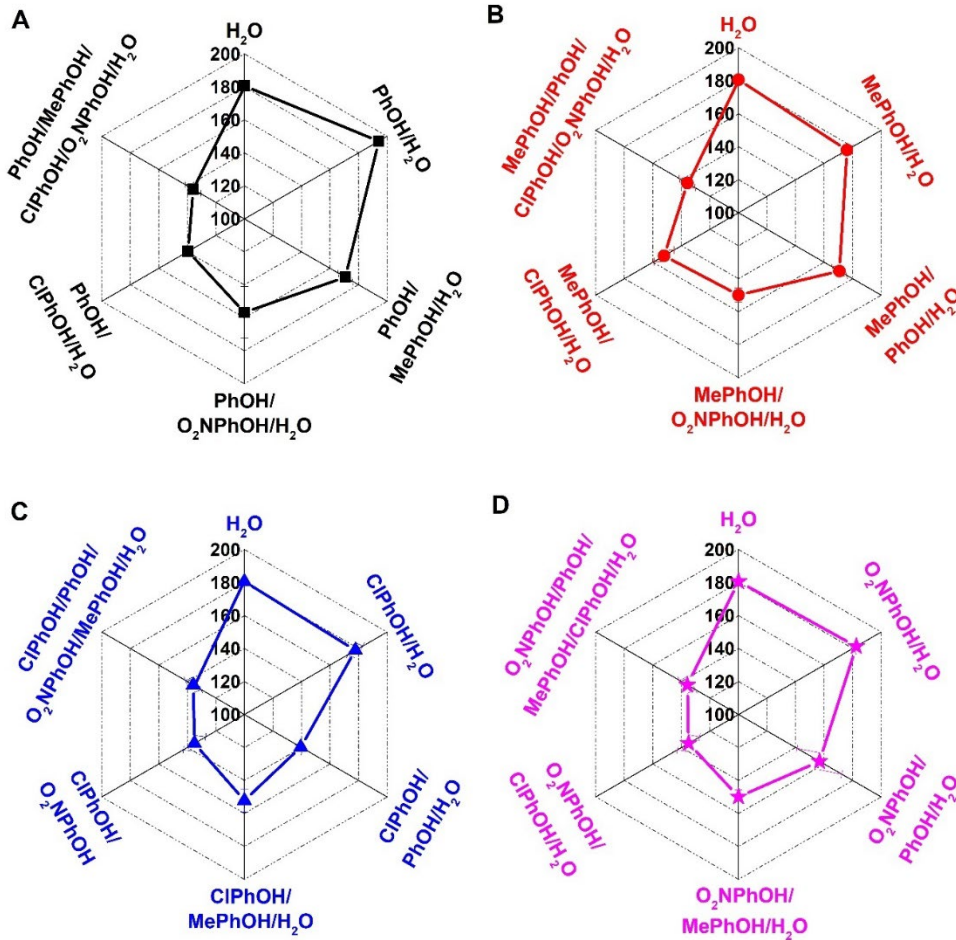 A
H₂O
200
180
160
140
120
100
PhOH/H₂O
PhOH/
MePhOH/H₂O
PhOH/
O₂NPhOH/H₂O
PhOH/
ClPhOH/H₂O
PhOH/MePhOH/
ClPhOH/O₂NPhOH/H₂O
B
H₂O
200
180
160
140
120
100
MePhOH/H₂O
MePhOH/
PhOH/H₂O
MePhOH/
O₂NPhOH/H₂O
MePhOH/
ClPhOH/H₂O
MePhOH/PhOH/
ClPhOH/O₂NPhOH/H₂O
C
H₂O
200
180
160
140
120
100
ClPhOH/H₂O
ClPhOH/
PhOH/H₂O
ClPhOH/
MePhOH/H₂O
ClPhOH/
O₂NPhOH
ClPhOH/PhOH/
O₂NPhOH/MePhOH/H₂O
D
H₂O
200
180
160
140
120
100
O₂NPhOH/H₂O
O₂NPhOH/
PhOH/H₂O
O₂NPhOH/
MePhOH/H₂O
O₂NPhOH/
ClPhOH/H₂O
O₂NPhOH/PhOH/
MePhOH/ClPhOH/H₂O